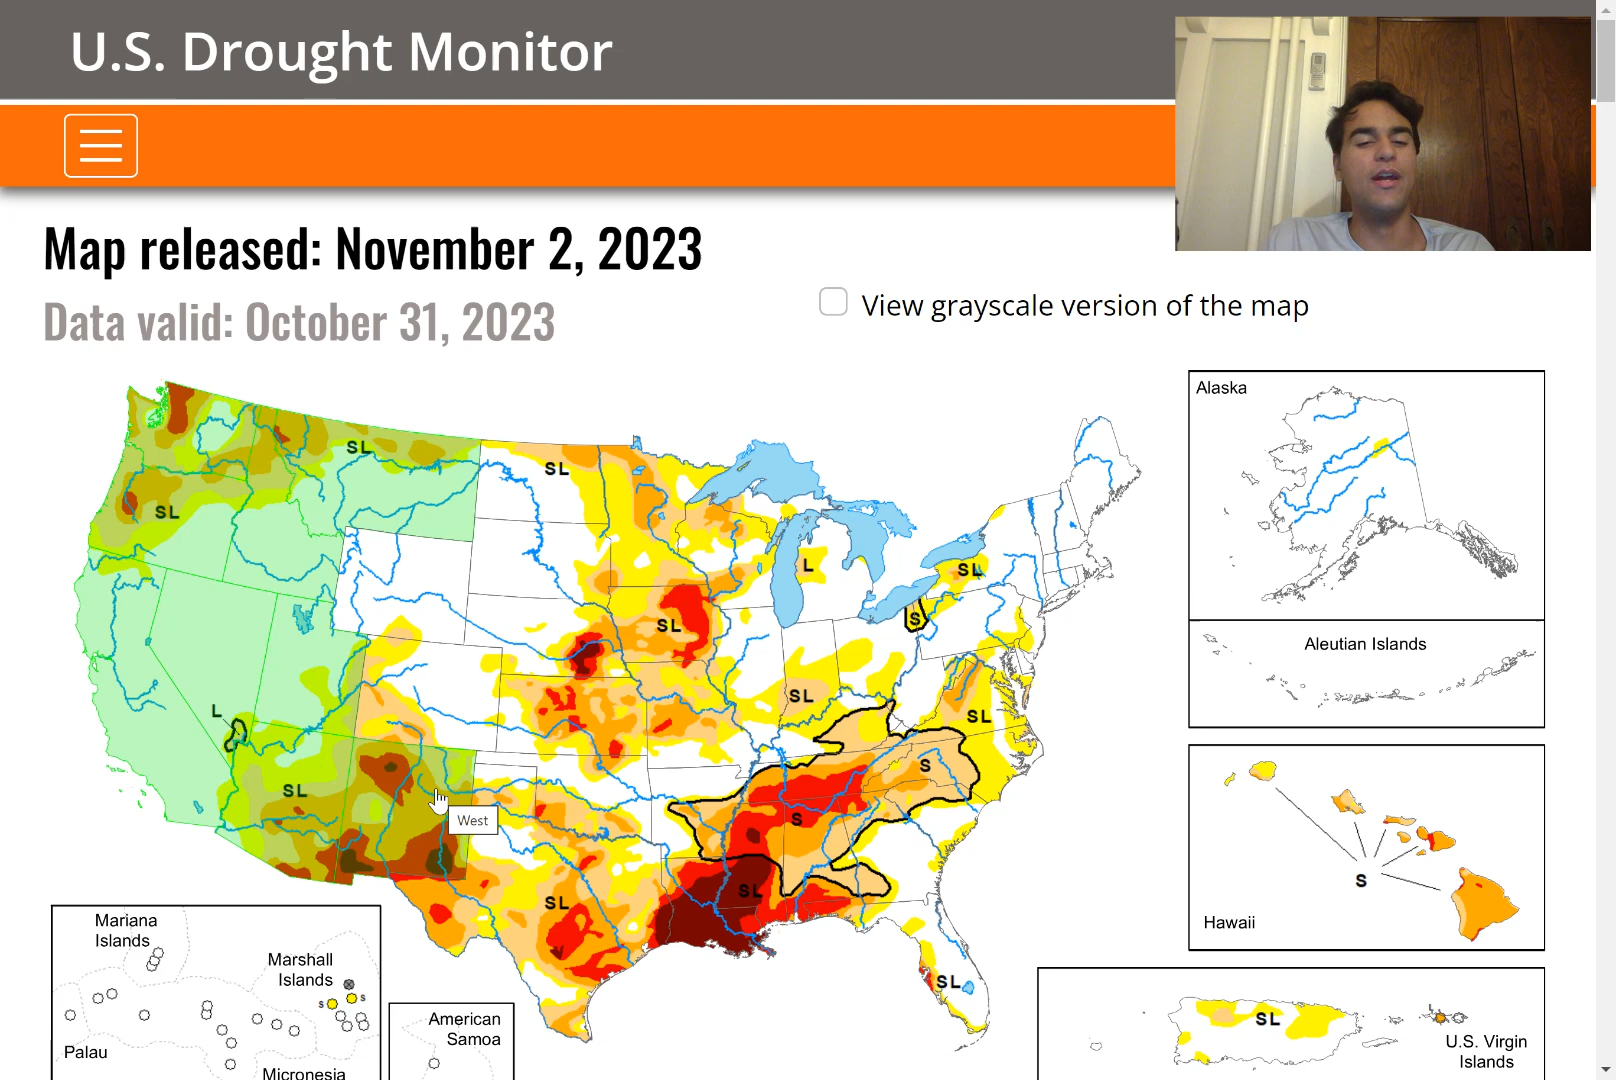 U.S. Drought Monitor
Map released: November 2, 2023
Data valid: October 31, 2023
View grayscale version of the map
Alaska
Aleutian Islands
SL
SL
SL
L
SL
S
SL
SL
SL
L
S
SL
S
SL
SL
SL
West
S
Hawaii
Mariana
Islands
Marshall
Islands
S
S
Palau
Micronesia
American
Samoa
SL
L
U.S. Virgin
Islands